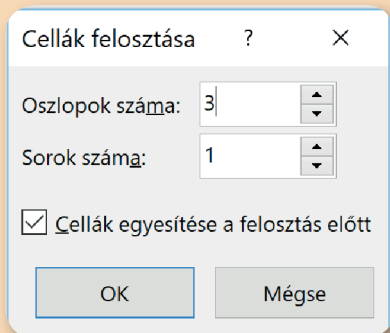 Cellák felosztása ?
Oszlopok száma: 3
Sorok száma: 1
Cellák egyesítése a felosztás előtt
OK Mégse